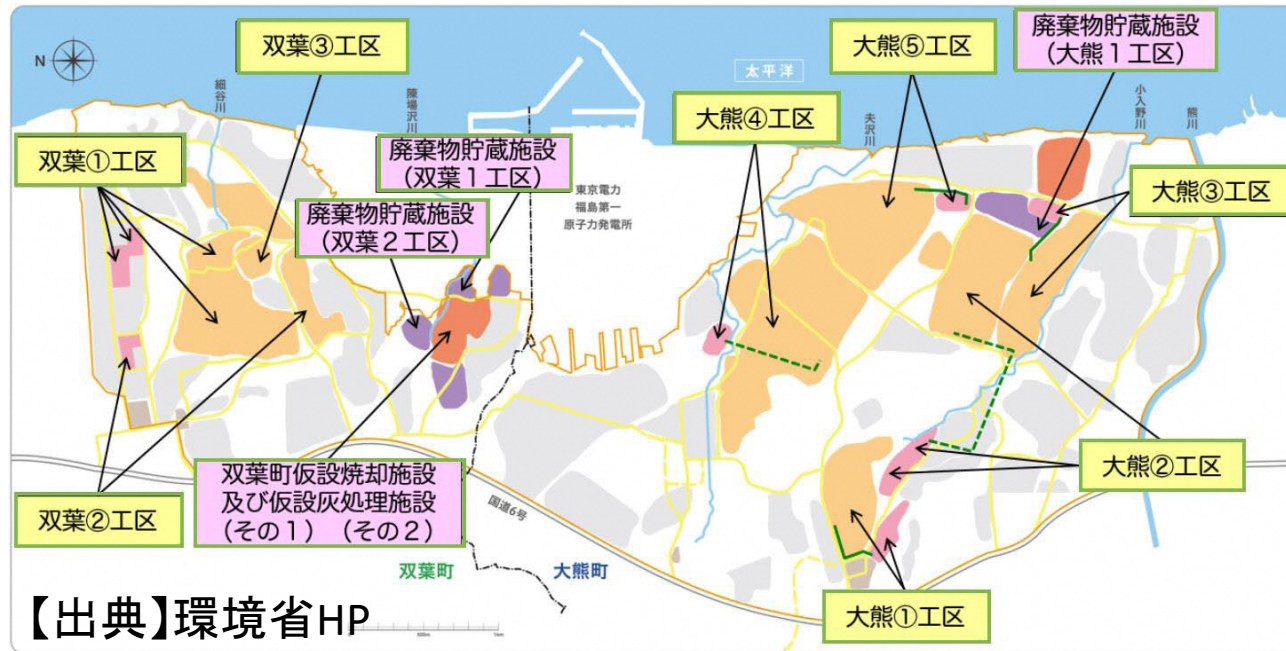 N
双葉③工区
細谷川
陳場沢川
太平洋
大熊⑤工区
廃棄物貯蔵施設
(大熊1工区)
小入野川
熊川
大熊④工区
夫沢川
双葉①工区
廃棄物貯蔵施設
(双葉1工区)
東京電力
福島第一
原子力発電所
大熊③工区
廃棄物貯蔵施設
(双葉2工区)
双葉②工区
双葉町仮設焼却施設
及び仮設灰処理施設
(その1) (その2)
国道6号
大熊②工区
双葉町
大熊町
大熊①工区
【出典】環境省HP
500m
1km